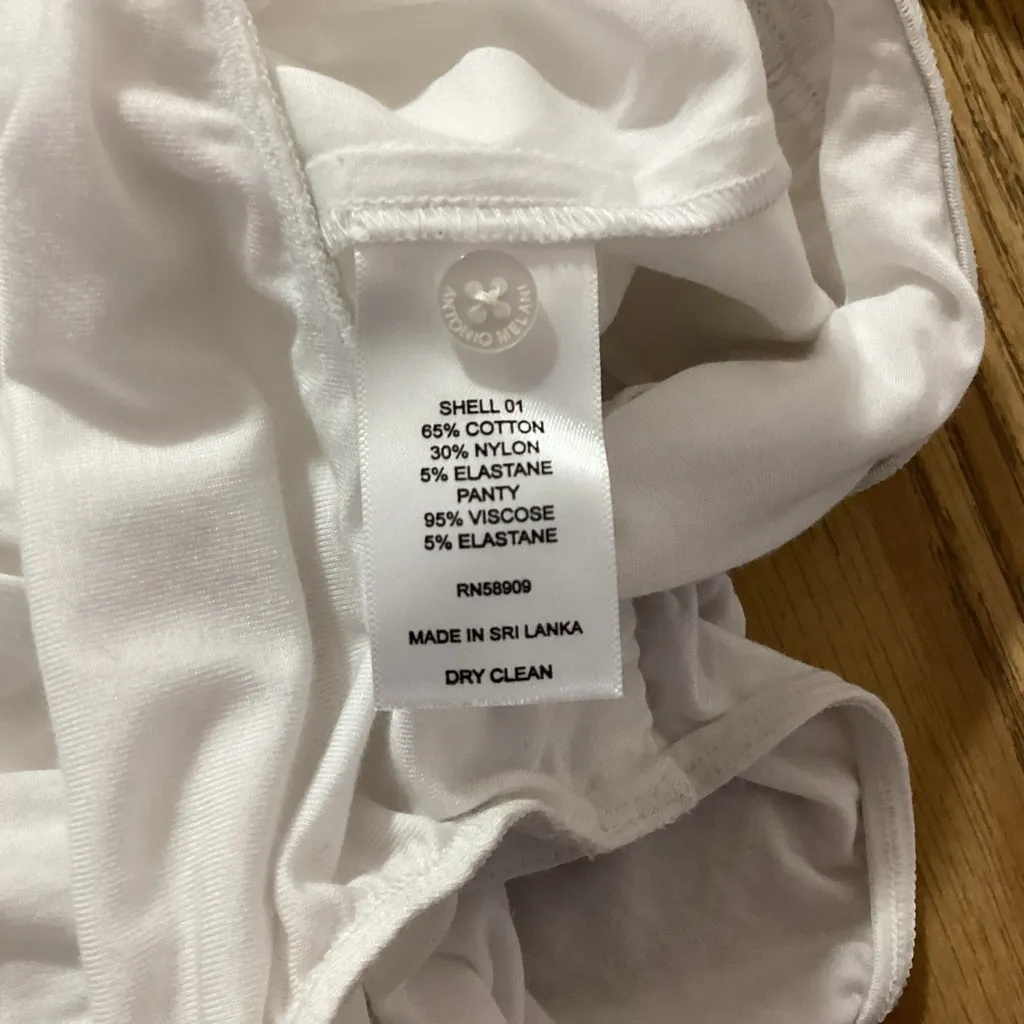 ANTONIO MELANI
SHELL 01
65% COTTON
30% NYLON
5% ELASTANE
PANTY
95% VISCOSE
5% ELASTANE
RN58909
MADE IN SRI LANKA
DRY CLEAN